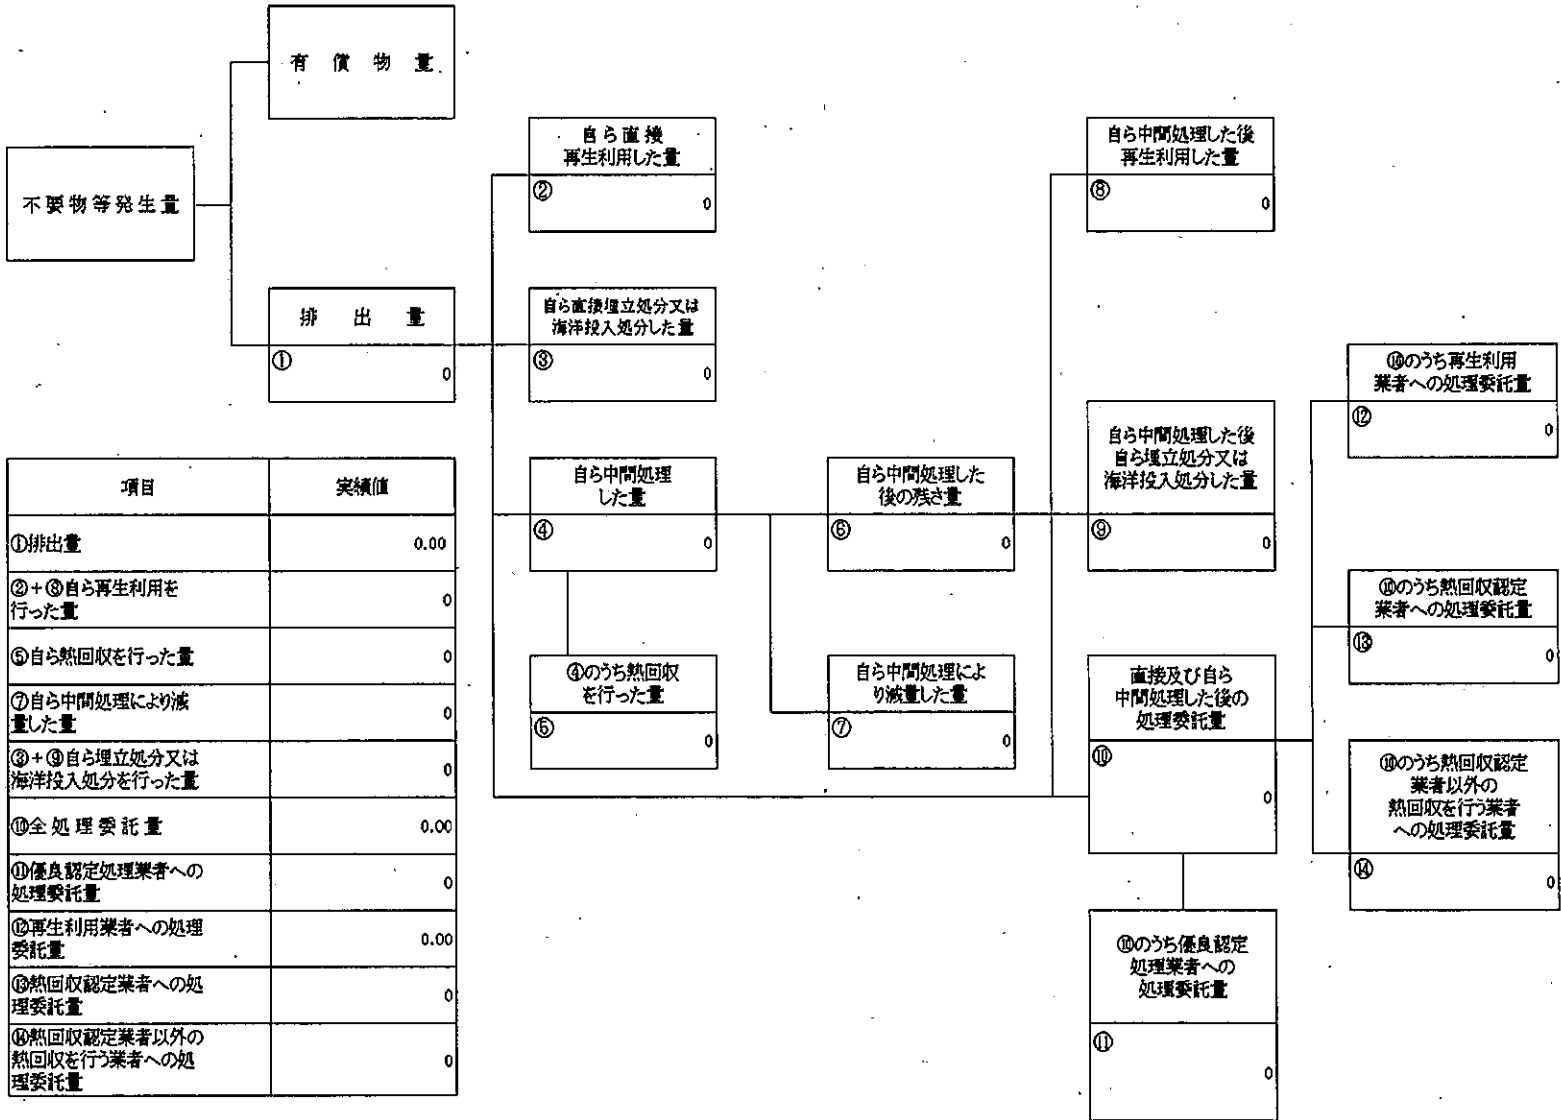 有償物量
不要物等発生量
排出量
①
0
自ら直接
再生利用した量
②
0
自ら直接埋立処分又は
海洋投入処分した量
③
0
自ら中間処理
した量
④
0
④のうち熱回収
を行った量
⑤
0
自ら中間処理した
後の残さ量
⑥
0
自ら中間処理によ
り減量した量
⑦
0
自ら中間処理した後
再生利用した量
⑧
0
自ら中間処理した後
自ら埋立処分又は
海洋投入処分した量
⑨
0
直接及び自ら
中間処理した後の
処理委託量
⑩
0
⑩のうち優良認定
処理業者への
処理委託量
⑪
0
⑩のうち再生利用
業者への処理委託量
⑫
0
⑩のうち熱回収認定
業者への処理委託量
⑬
0
⑩のうち熱回収認定
業者以外の
熱回収を行う業者
への処理委託量
⑭
0
項目 実績値
①排出量 0.00
②+⑧自ら再生利用を
行った量 0
⑤自ら熱回収を行った量 0
⑦自ら中間処理により減
量した量 0
③+⑨自ら埋立処分又は
海洋投入処分を行った量 0
⑩全処理委託量 0.00
⑪優良認定処理業者への
処理委託量 0
⑫再生利用業者への処理
委託量 0.00
⑬熱回収認定業者への処
理委託量 0
⑭熱回収認定業者以外の
熱回収を行う業者への処
理委託量 0